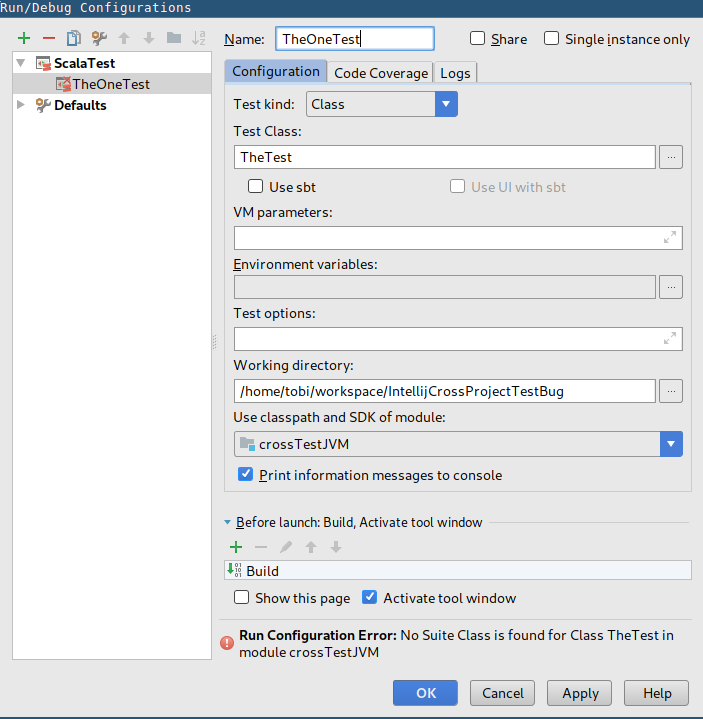 Run/Debug Configurations
Name: TheOneTest
Share
Single instance only
ScalaTest
TheOneTest
Defaults
Configuration
Code Coverage
Logs
Test kind: Class
Test Class:
TheTest
...
Use sbt
Use UI with sbt
VM parameters:
Environment variables:
...
Test options:
Working directory:
/home/tobi/workspace/IntellijCrossProjectTestBug
...
Use classpath and SDK of module:
crossTestJVM
Print information messages to console
Before launch: Build, Activate tool window
Build
Show this page
Activate tool window
Run Configuration Error: No Suite Class is found for Class TheTest in
module crossTestJVM
OK
Cancel
Apply
Help